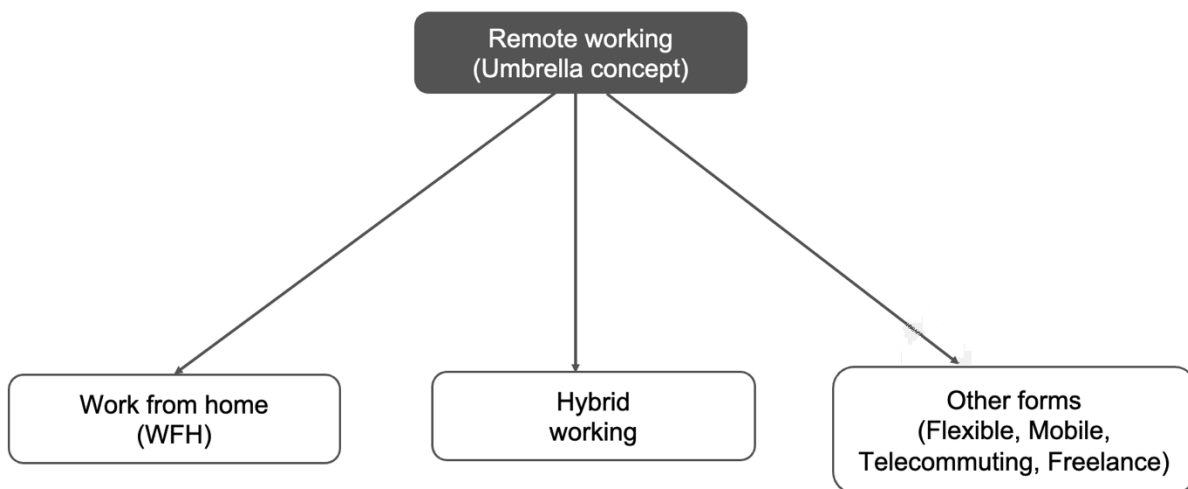 Remote working
(Umbrella concept)
Work from home
(WFH)
Hybrid
working
Other forms
(Flexible, Mobile,
Telecommuting, Freelance)